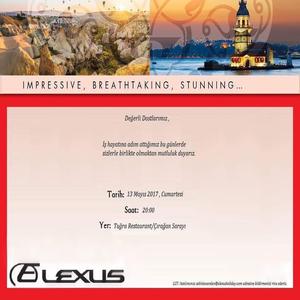 IMPRESSIVE, BREATHTAKING, STUNNING...
Değerli Dostlarımız ,
İş hayatına adım attığımız bu günlerde
sizlerle birlikte olmaktan mutluluk duyarız.
Tarih: 13 Mayıs 2017 , Cumartesi
Saat: 20:00
Yer: Tuğra Restaurant/Çırağan Sarayı
LEXUS